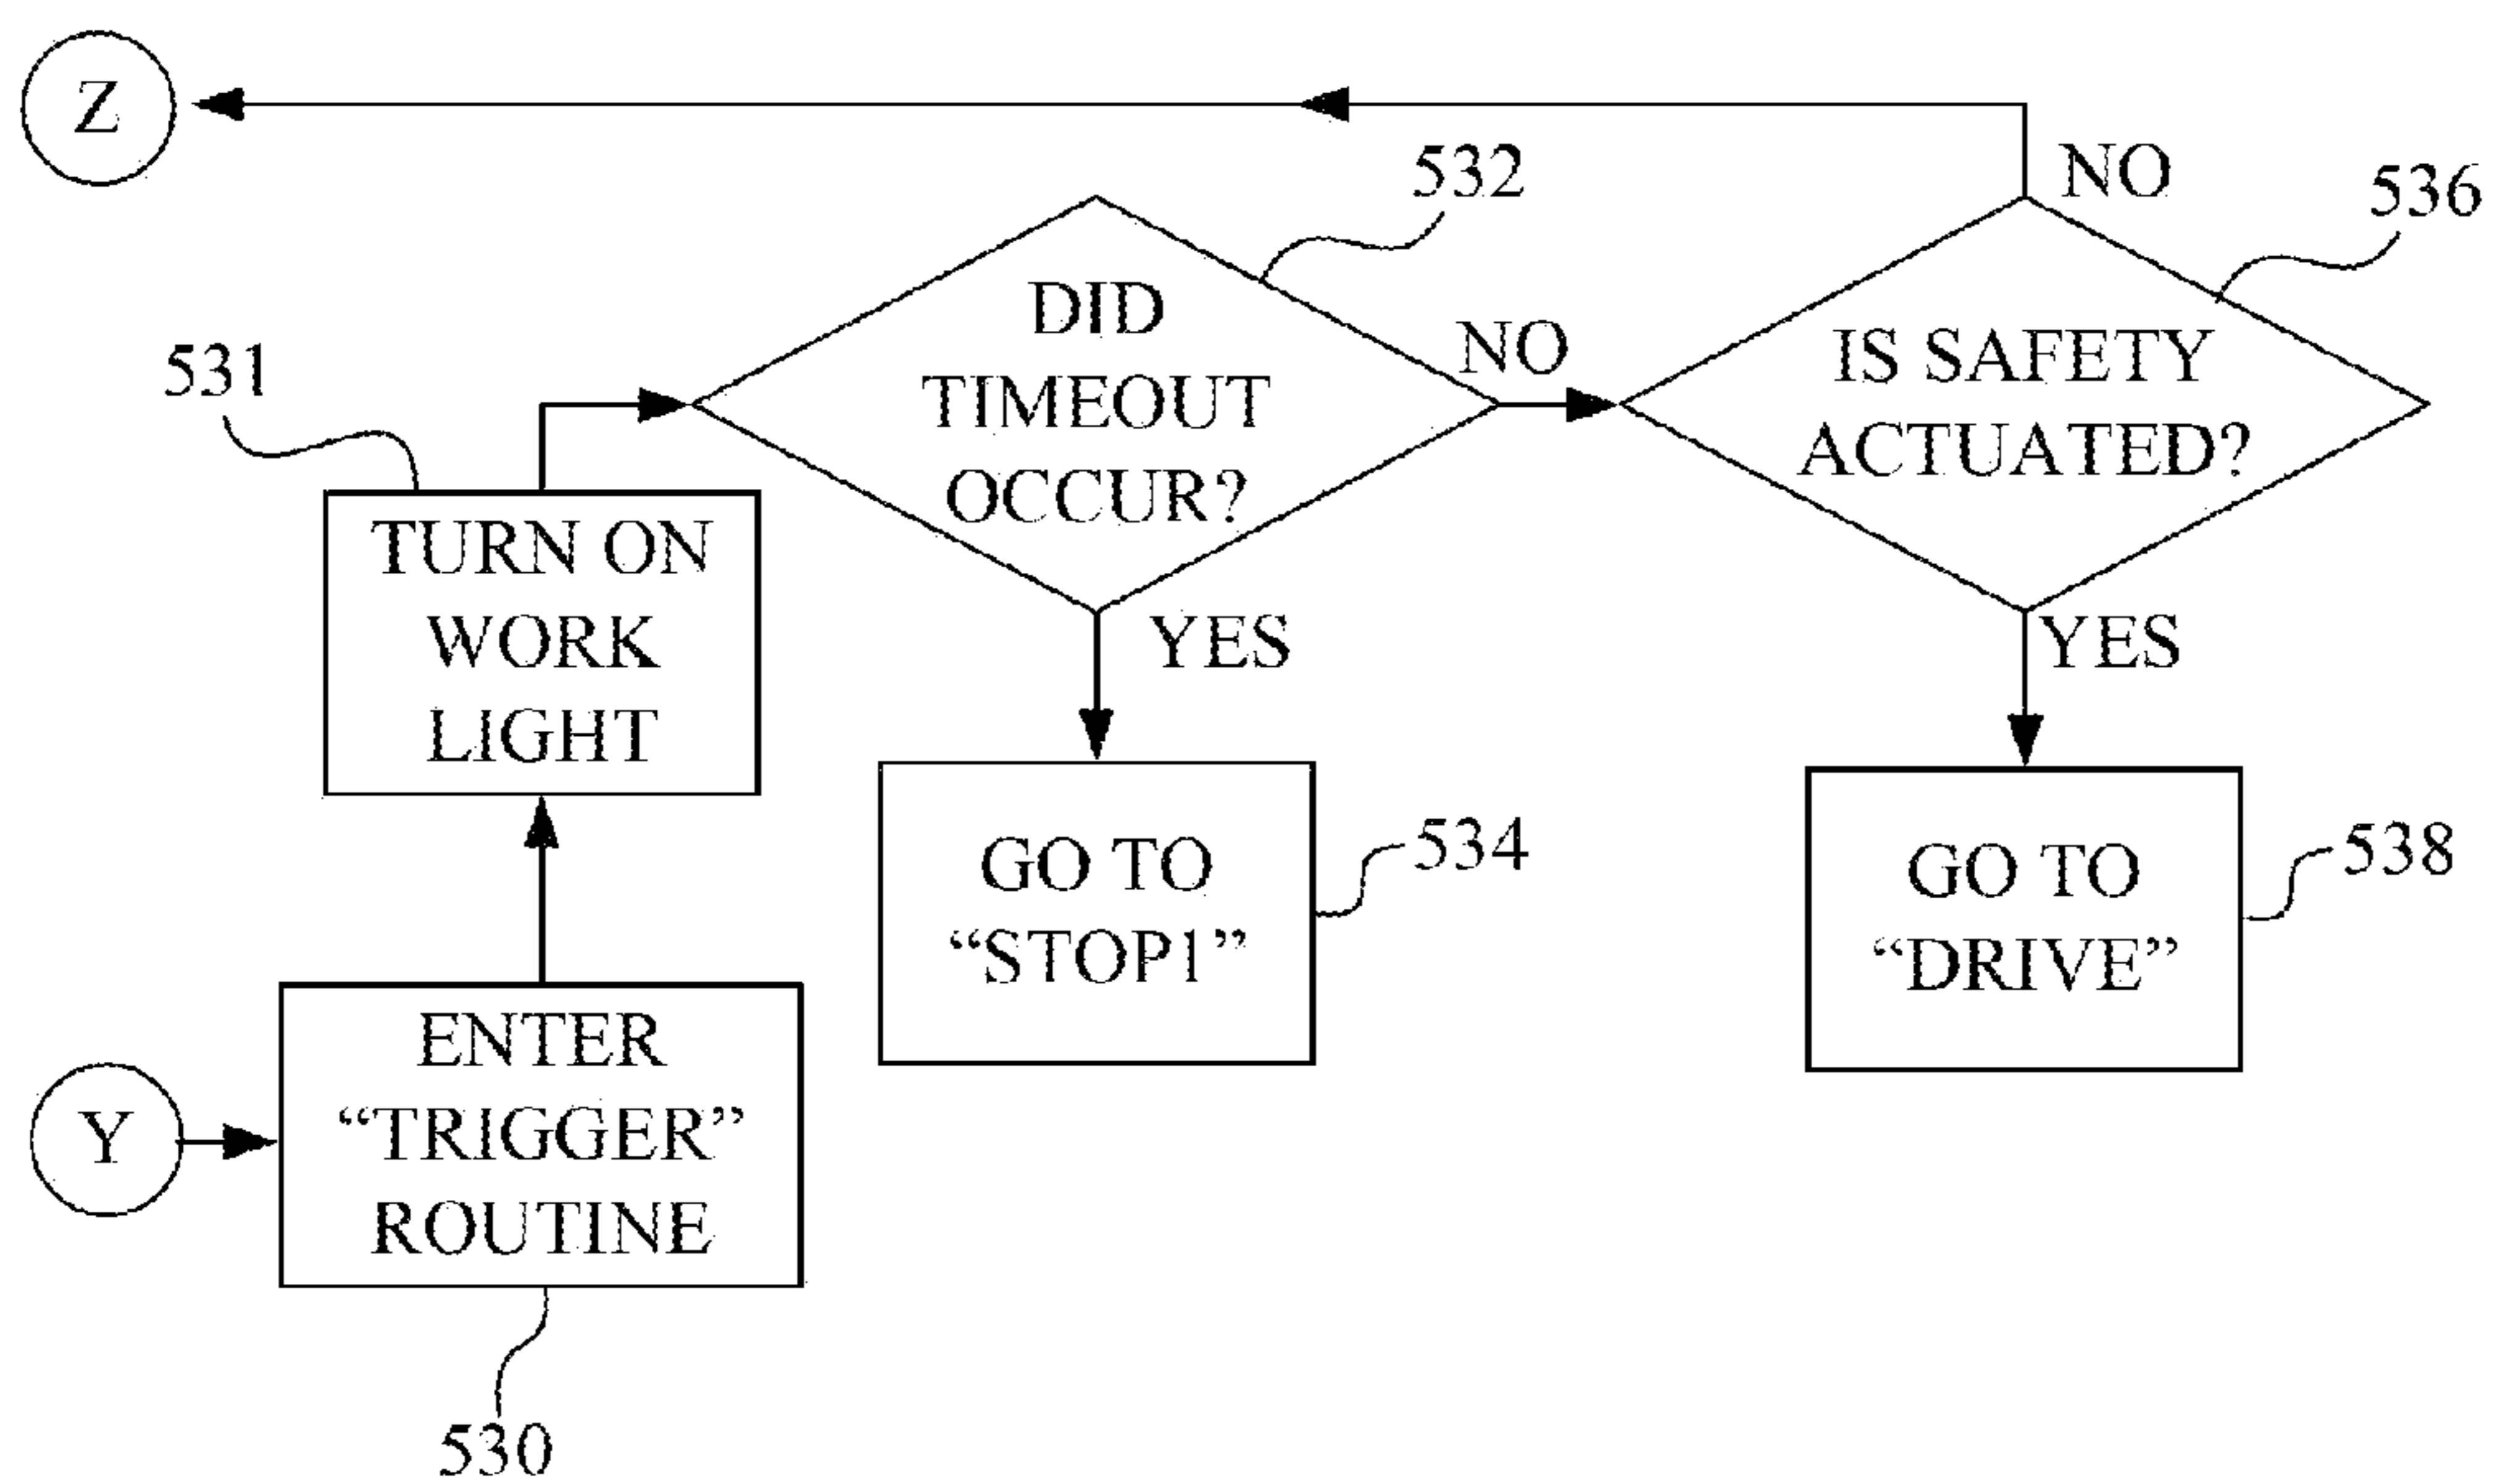 Z
NO
532
536
DID
TIMEOUT
OCCUR?
NO
IS SAFETY
ACTUATED?
531
TURN ON
WORK
LIGHT
YES
YES
GO TO
“STOP1”
534
GO TO
“DRIVE”
538
Y
ENTER
“TRIGGER”
ROUTINE
530